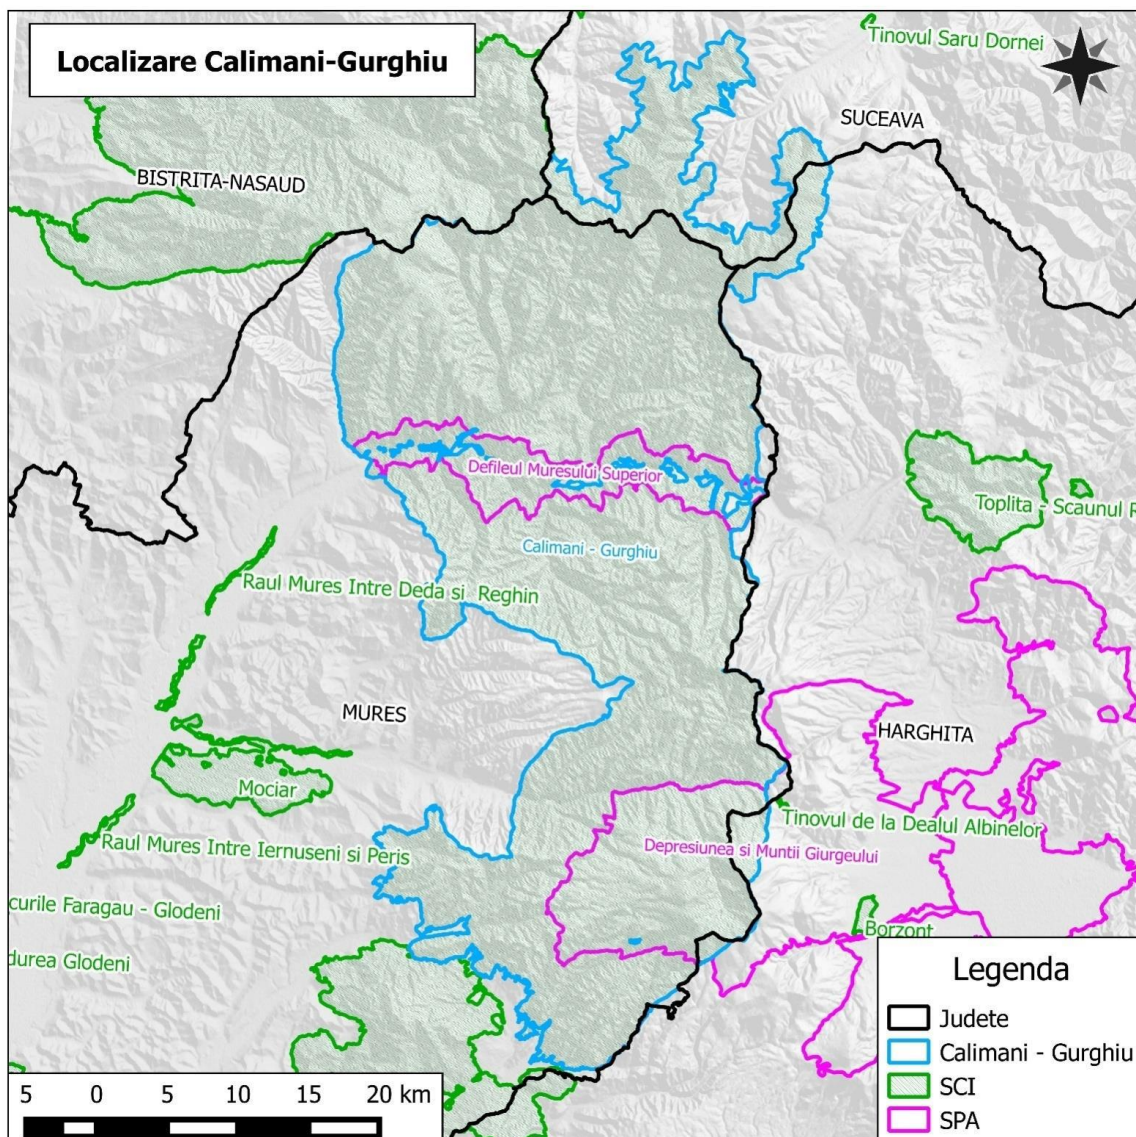 Localizare Calimani-Gurghiu
Tinovul Saru Dornei
SUCEAVA
BISTRITA-NASAUD
Defileul Muresului Superior
Toplita - Scaunul R
Calimani - Gurghiu
Raul Mures Intre Deda si Reghin
MURES
HARGHITA
Mociar
Tinovul de la Dealul Albinelor
Raul Mures Intre Iernuseni si Peris
Depresiunea si Muntii Giurgeului
curile Faragau - Glodeni
Borzont
durea Glodeni
Legenda
Judete
Calimani - Gurghiu
SCI
SPA
5 0 5 10 15 20 km